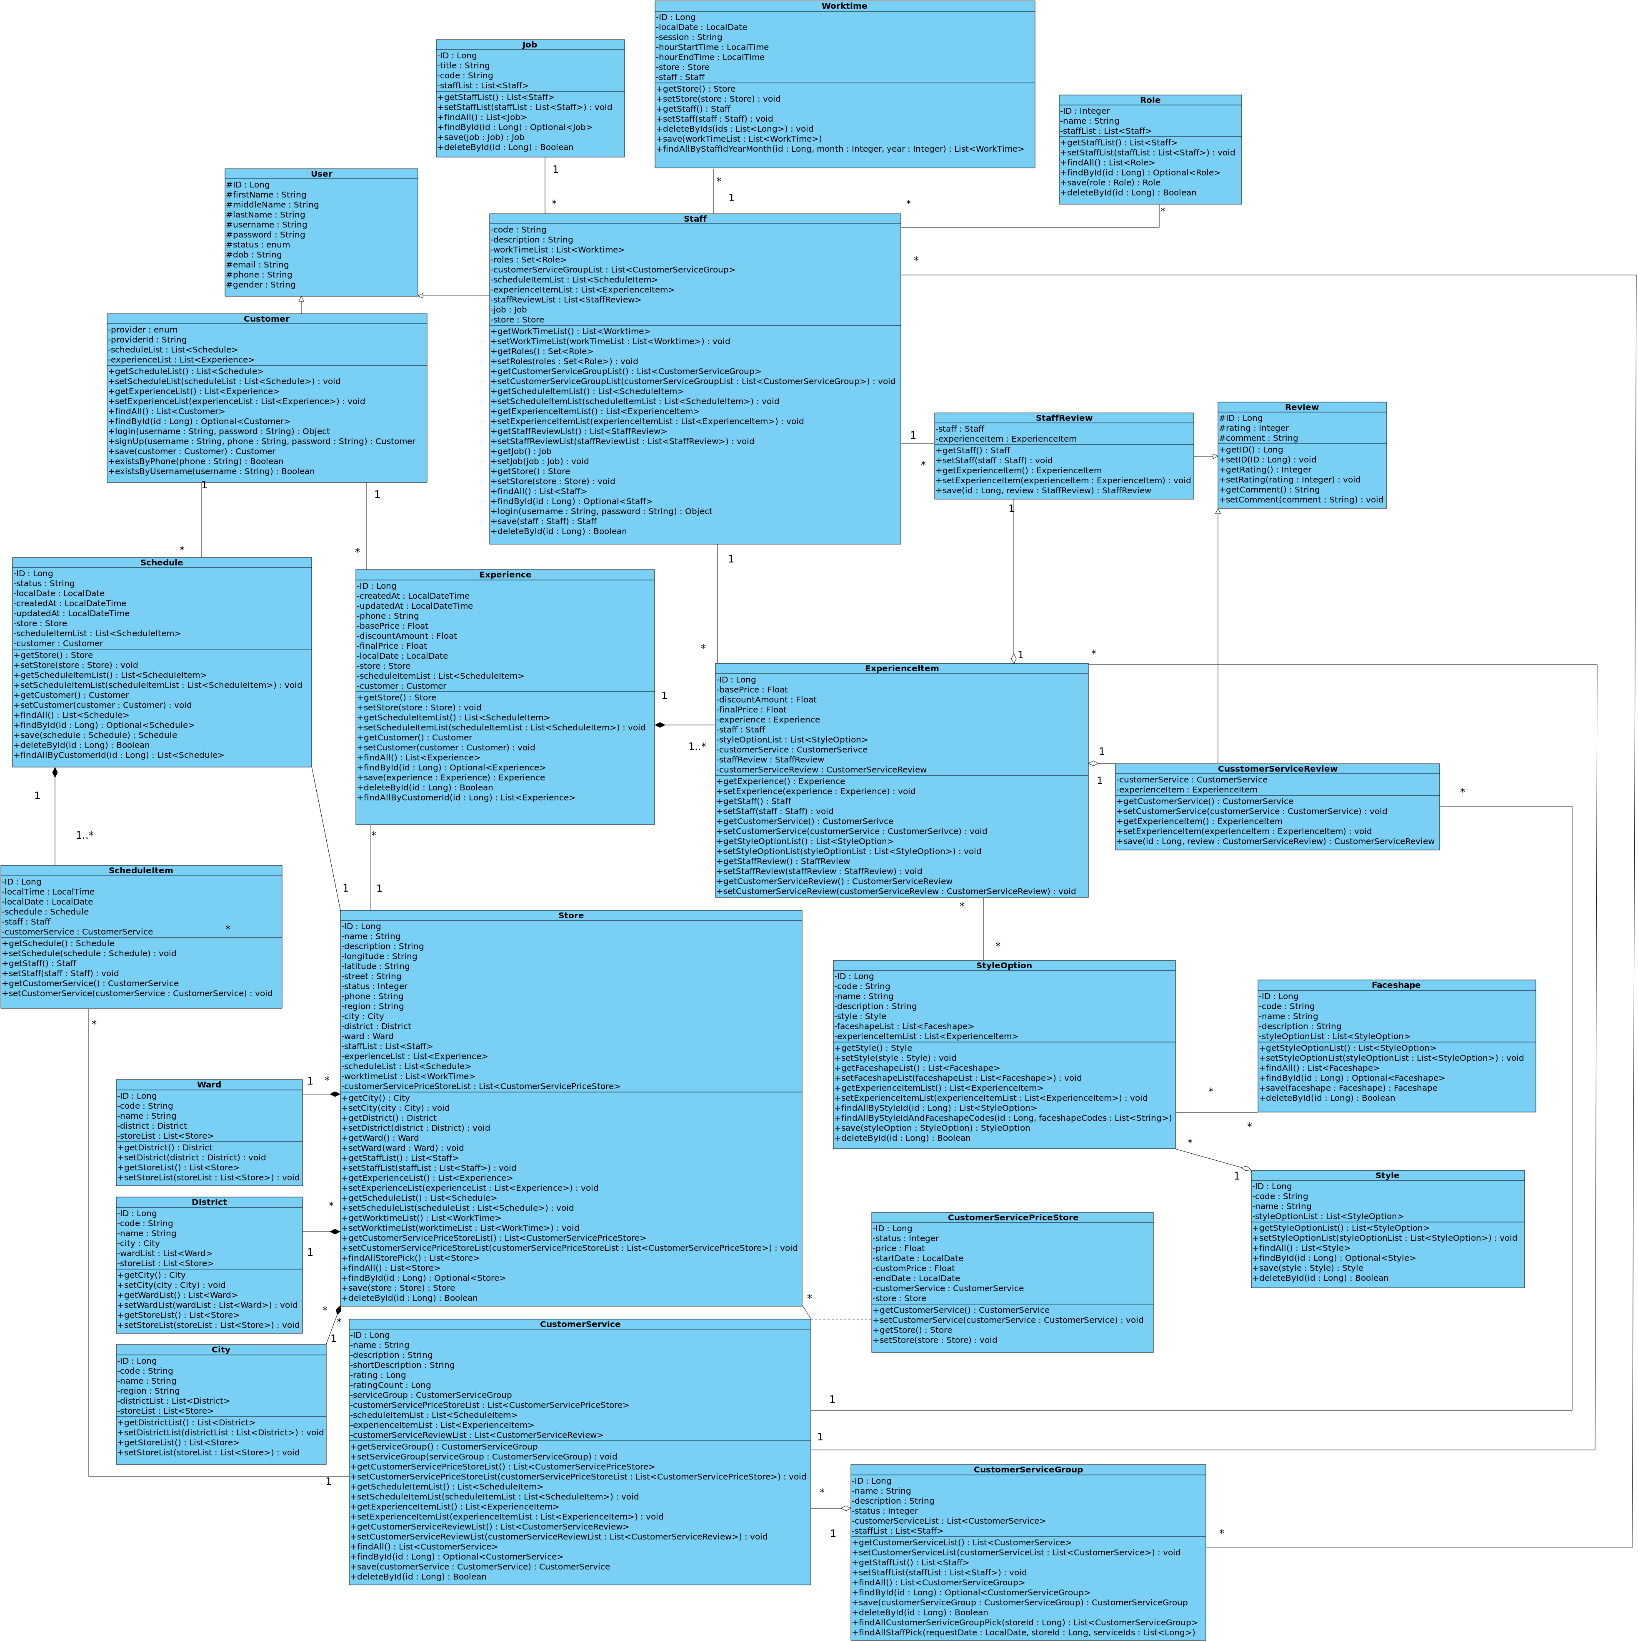 Worktime
-ID : Long
-localDate : LocalDate
-session : String
-hourStartTime : LocalTime
-hourEndTime : LocalTime
-store : Store
-staff : Staff
+getStore() : Store
+setStore(store : Store) : void
+getStaff() : Staff
+setStaff(staff : Staff) : void
+deleteByIds(ids : List<Long>) : void
+save(workTimeList : List<WorkTime>)
+findAllByStaffIdYearMonth(id : Long, month : Integer, year : Integer) : List<WorkTime>
Job
-ID : Long
-title : String
-code : String
-staffList : List<Staff>
+getStaffList() : List<Staff>
+setStaffList(staffList : List<Staff>) : void
+findAll() : List<Job>
+findById(id : Long) : Optional<Job>
+save(job : Job) : Job
+deleteById(id : Long) : Boolean
Role
-ID : Integer
-name : String
-staffList : List<Staff>
+getStaffList() : List<Staff>
+setStaffList(staffList : List<Staff>) : void
+findAll() : List<Role>
+findById(id : Long) : Optional<Role>
+save(role : Role) : Role
+deleteById(id : Long) : Boolean
1
*
*
1
*
*
*
User
#ID : Long
#firstName : String
#middleName : String
#lastName : String
#username : String
#password : String
#status : enum
#dob : String
#email : String
#phone : String
#gender : String
Staff
-code : String
-description : String
-workTimeList : List<Worktime>
-roles : Set<Role>
-customerServiceGroupList : List<CustomerServiceGroup>
-scheduleItemList : List<ScheduleItem>
-experienceItemList : List<ExperienceItem>
-staffReviewList : List<StaffReview>
-job : Job
-store : Store
+getWorkTimeList() : List<Worktime>
+setWorkTimeList(workTimeList : List<Worktime>) : void
+getRoles() : Set<Role>
+setRoles(roles : Set<Role>) : void
+getCustomerServiceGroupList() : List<CustomerServiceGroup>
+setCustomerServiceGroupList(customerServiceGroupList : List<CustomerServiceGroup>) : void
+getScheduleItemList() : List<ScheduleItem>
+setScheduleItemList(scheduleItemList : List<ScheduleItem>) : void
+getExperienceItemList() : List<ExperienceItem>
+setExperienceItemList(experienceItemList : List<ExperienceItem>) : void
+getStaffReviewList() : List<StaffReview>
+setStaffReviewList(staffReviewList : List<StaffReview>) : void
+getJob() : Job
+setJob(job : Job) : void
+getStore() : Store
+setStore(store : Store) : void
+findAll() : List<Staff>
+findById(id : Long) : Optional<Staff>
+login(username : String, password : String) : Object
+save(staff : Staff) : Staff
+deleteById(id : Long) : Boolean
Customer
-provider : enum
-providerId : String
-scheduleList : List<Schedule>
-experienceList : List<Experience>
+getScheduleList() : List<Schedule>
+setScheduleList(scheduleList : List<Schedule>) : void
+getExperienceList() : List<Experience>
+setExperienceList(experienceList : List<Experience>) : void
+findAll() : List<Customer>
+findById(id : Long) : Optional<Customer>
+login(username : String, password : String) : Object
+signUp(username : String, phone : String, password : String) : Customer
+save(customer : Customer) : Customer
+existsByPhone(phone : String) : Boolean
+existsByUsername(username : String) : Boolean
StaffReview
-staff : Staff
-experienceItem : ExperienceItem
+getStaff() : Staff
+setStaff(staff : Staff) : void
+getExperienceItem() : ExperienceItem
+setExperienceItem(experienceItem : ExperienceItem) : void
+save(id : Long, review : StaffReview) : StaffReview
Review
#ID : Long
#rating : Integer
#comment : String
+getID() : Long
+setID(ID : Long) : void
+getRating() : Integer
+setRating(rating : Integer) : void
+getComment() : String
+setComment(comment : String) : void
1
*
1
1
1
*
*
1
*
1
*
Schedule
-ID : Long
-status : String
-localDate : LocalDate
-createdAt : LocalDateTime
-updatedAt : LocalDateTime
-store : Store
-scheduleItemList : List<ScheduleItem>
-customer : Customer
+getStore() : Store
+setStore(store : Store) : void
+getScheduleItemList() : List<ScheduleItem>
+setScheduleItemList(scheduleItemList : List<ScheduleItem>) : void
+getCustomer() : Customer
+setCustomer(customer : Customer) : void
+findAll() : List<Schedule>
+findById(id : Long) : Optional<Schedule>
+save(schedule : Schedule) : Schedule
+deleteById(id : Long) : Boolean
+findAllByCustomerId(id : Long) : List<Schedule>
Experience
-ID : Long
-createdAt : LocalDateTime
-updatedAt : LocalDateTime
-phone : String
-basePrice : Float
-discountAmount : Float
-finalPrice : Float
-localDate : LocalDate
-store : Store
-scheduleItemList : List<ScheduleItem>
-customer : Customer
+getStore() : Store
+setStore(store : Store) : void
+getScheduleItemList() : List<ScheduleItem>
+setScheduleItemList(scheduleItemList : List<ScheduleItem>) : void
+getCustomer() : Customer
+setCustomer(customer : Customer) : void
+findAll() : List<Experience>
+findById(id : Long) : Optional<Experience>
+save(experience : Experience) : Experience
+deleteById(id : Long) : Boolean
+findAllByCustomerId(id : Long) : List<Experience>
1
1..*
ExperienceItem
-ID : Long
-basePrice : Float
-discountAmount : Float
-finalPrice : Float
-experience : Experience
-staff : Staff
-styleOptionList : List<StyleOption>
-customerService : CustomerSerivce
-staffReview : StaffReview
-customerServiceReview : CustomerServiceReview
+getExperience() : Experience
+setExperience(experience : Experience) : void
+getStaff() : Staff
+setStaff(staff : Staff) : void
+getCustomerService() : CustomerSerivce
+setCustomerService(customerService : CustomerSerivce) : void
+getStyleOption() : List<StyleOption>
+setStyleOptionList(styleOptionList : List<StyleOption>) : void
+getStaffReview() : StaffReview
+setStaffReview(staffReview : StaffReview) : void
+getCustomerServiceReview() : CustomerServiceReview
+setCustomerServiceReview(customerServiceReview : CustomerServiceReview) : void
1
1
CusstomerServiceReview
-customerService : CustomerService
-experienceItem : ExperienceItem
+getCustomerService() : CustomerService
+setCustomerService(customerService : CustomerService) : void
+getExperienceItem() : ExperienceItem
+setExperienceItem(experienceItem : ExperienceItem) : void
+save(id : Long, review : CustomerServiceReview) : CustomerServiceReview
*
1
1..*
*
1
1
ScheduleItem
-ID : Long
-localTime : LocalTime
-localDate : LocalDate
-schedule : Schedule
-staff : Staff
-customerService : CustomerService
*
+getSchedule() : Schedule
+setSchedule(schedule : Schedule) : void
+getStaff() : Staff
+setStaff(staff : Staff) : void
+getCustomerService() : CustomerService
+setCustomerService(customerService : CustomerService) : void
*
Store
-ID : Long
-name : String
-description : String
-longitude : String
-latitude : String
-street : String
-status : Integer
-phone : String
-region : String
-city : City
-district : District
-ward : Ward
-staffList : List<Staff>
-experienceList : List<Experience>
-scheduleList : List<Schedule>
-worktimeList : List<WorkTime>
-customerServicePriceStoreList : List<CustomerServicePriceStore>
+getCity() : City
+setCity(city : City) : void
+getDistrict() : District
+setDistrict(district : District) : void
+getWard() : Ward
+setWard(ward : Ward) : void
+getStaffList() : List<Staff>
+setStaffList(staffList : List<Staff>) : void
+getExperienceList() : List<Experience>
+setExperienceList(experienceList : List<Experience>) : void
+getScheduleList() : List<Schedule>
+setScheduleList(scheduleList : List<Schedule>) : void
+getWorktimeList() : List<WorkTime>
+setWorktimeList(worktimeList : List<WorkTime>) : void
+getCustomerServicePriceStoreList() : List<CustomerServicePriceStore>
+setCustomerServicePriceStoreList(customerServicePriceStoreList : List<CustomerServicePriceStore>) : void
+findAllStorePick() : List<Store>
+findAll() : List<Store>
+findById(id : Long) : Optional<Store>
+save(store : Store) : Store
+deleteById(id : Long) : Boolean
*
*
StyleOption
-ID : Long
-code : String
-name : String
-description : String
-style : Style
-faceshapeList : List<Faceshape>
-experienceItemList : List<ExperienceItem>
+getStyle() : Style
+setStyle(style : Style) : void
+getFaceshapeList() : List<Faceshape>
+setFaceshapeList(faceshapeList : List<Faceshape>) : void
+getExperienceItemList() : List<ExperienceItem>
+setExperienceItemList(experienceItemList : List<ExperienceItem>) : void
+findAllByStyleId(id : Long) : List<StyleOption>
+findAllByStyleIdAndFaceshapeCodes(id : Long, faceshapeCodes : List<String>)
+save(styleOption : StyleOption) : StyleOption
+deleteById(id : Long) : Boolean
Faceshape
-ID : Long
-code : String
-name : String
-description : String
-styleOptionList : List<StyleOption>
+getStyleOptionList() : List<StyleOption>
+setStyleOptionList(styleOptionList : List<StyleOption>) : void
+findAll() : List<Faceshape>
+findById(id : Long) : Optional<Faceshape>
+save(faceshape : Faceshape) : Faceshape
+deleteById(id : Long) : Boolean
*
*
*
1
Style
-ID : Long
-code : String
-name : String
-styleOptionList : List<StyleOption>
+getStyleOptionList() : List<StyleOption>
+setStyleOptionList(styleOptionList : List<StyleOption>) : void
+findAll() : List<Style>
+findById(id : Long) : Optional<Style>
+save(style : Style) : Style
+deleteById(id : Long) : Boolean
Ward
-ID : Long
-code : String
-name : String
-district : District
-storeList : List<Store>
+getDistrict() : District
+setDistrict(district : District) : void
+getStoreList() : List<Store>
+setStoreList(storeList : List<Store>) : void
1
*
District
-ID : Long
-code : String
-name : String
-city : City
-wardList : List<Ward>
-storeList : List<Store>
+getCity() : City
+setCity(city : City) : void
+getWardList() : List<Ward>
+setWardList(wardList : List<Ward>) : void
+getStoreList() : List<Store>
+setStoreList(storeList : List<Store>) : void
*
1
City
-ID : Long
-code : String
-name : String
-region : String
-districtList : List<District>
-storeList : List<Store>
+getDistrictList() : List<District>
+setDistrictList(districtList : List<District>) : void
+getStoreList() : List<Store>
+setStoreList(storeList : List<Store>) : void
*
1
*
*
CustomerServicePriceStore
-ID : Long
-status : Integer
-price : Float
-startDate : LocalDate
-customPrice : Float
-endDate : LocalDate
-customerService : CustomerService
-store : Store
+getCustomerService() : CustomerService
+setCustomerService(customerService : CustomerService) : void
+getStore() : Store
+setStore(store : Store) : void
CustomerService
-ID : Long
-name : String
-description : String
-shortDescription : String
-rating : Long
-ratingCount : Long
-serviceGroup : CustomerServiceGroup
-customerServicePriceStoreList : List<CustomerServicePriceStore>
-scheduleItemList : List<ScheduleItem>
-experienceItemList : List<ExperienceItem>
-customerServiceReviewList : List<CustomerServiceReview>
+getServiceGroup() : CustomerServiceGroup
+setServiceGroup(serviceGroup : CustomerServiceGroup) : void
+getCustomerServicePriceStoreList() : List<CustomerServicePriceStore>
+setCustomerServicePriceStoreList(customerServicePriceStoreList : List<CustomerServicePriceStore>) : void
+getScheduleItemList() : List<ScheduleItem>
+setScheduleItemList(scheduleItemList : List<ScheduleItem>) : void
+getExperienceItemList() : List<ExperienceItem>
+setExperienceItemList(experienceItemList : List<ExperienceItem>) : void
+getCustomerServiceReviewList() : List<CustomerServiceReview>
+setCustomerServiceReviewList(customerServiceReviewList : List<CustomerServiceReview>) : void
+findAll() : List<CustomerService>
+findById(id : Long) : Optional<CustomerService>
+save(customerService : CustomerService) : CustomerService
+deleteById(id : Long) : Boolean
1
1
1
*
1
CustomerServiceGroup
-ID : Long
-name : String
-description : String
-status : Integer
-customerServiceList : List<CustomerService>
-staffList : List<Staff>
+getCustomerServiceList() : List<CustomerService>
+setCustomerServiceList(customerServiceList : List<CustomerService>) : void
+getStaffList() : List<Staff>
+setStaffList(staffList : List<Staff>) : void
+findAll() : List<CustomerServiceGroup>
+findById(id : Long) : Optional<CustomerServiceGroup>
+save(customerServiceGroup : CustomerServiceGroup) : CustomerServiceGroup
+deleteById(id : Long) : Boolean
+findAllCustomerServiceGroupPick(storeId : Long) : List<CustomerServiceGroup>
+findAllStaffPick(requestDate : LocalDate, storeId : Long, serviceIds : List<Long>)
*